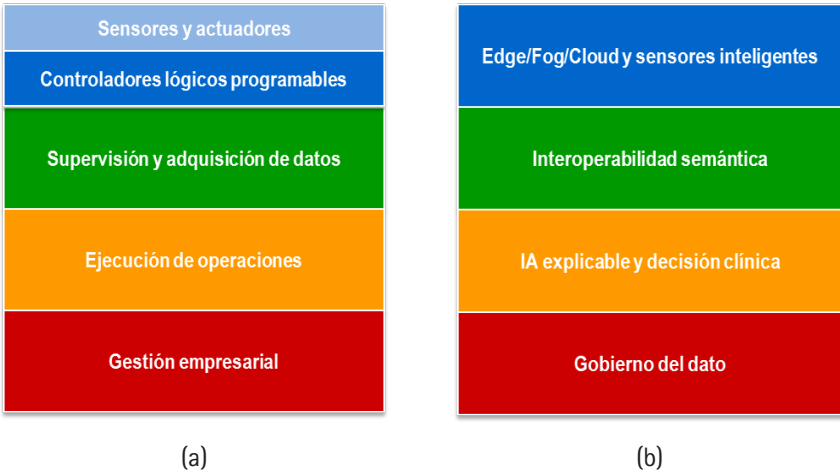 Sensores y actuadores
Controladores lógicos programables
Supervisión y adquisición de datos
Ejecución de operaciones
Gestión empresarial
(a)
Edge/Fog/Cloud y sensores inteligentes
Interoperabilidad semántica
IA explicable y decisión clínica
Gobierno del dato
(b)